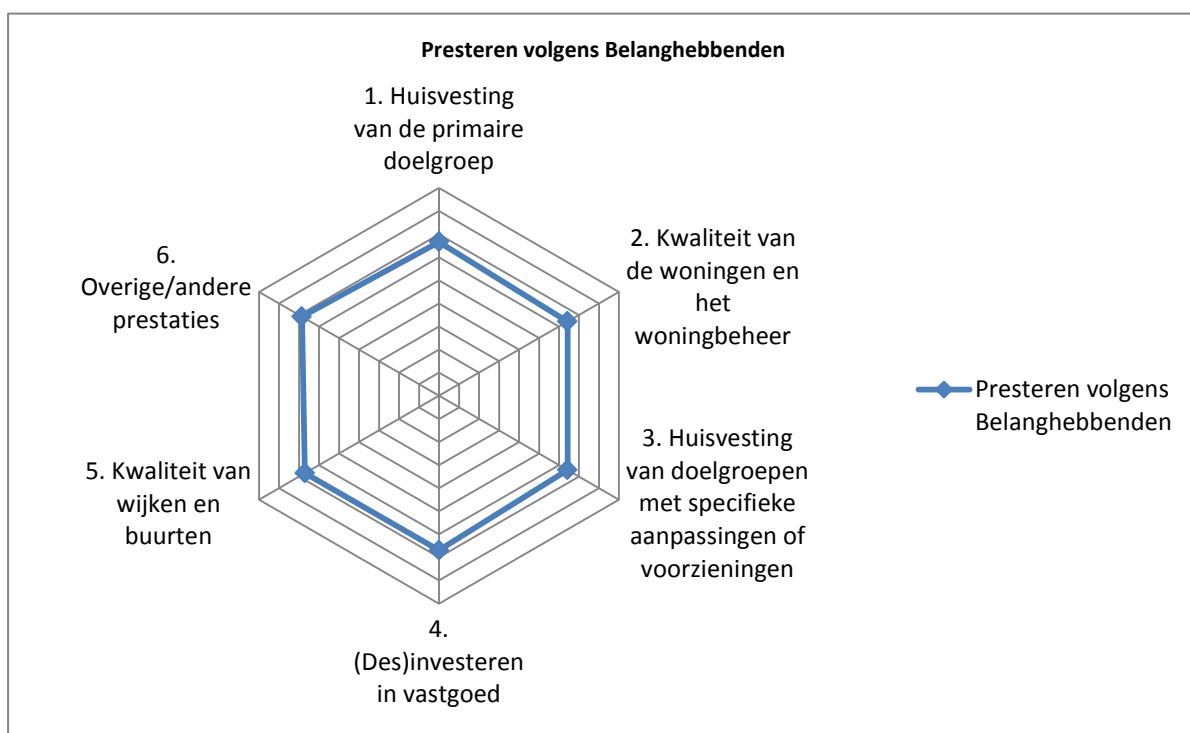 Presteren volgens Belanghebbenden
1. Huisvesting
van de primaire
doelgroep
2. Kwaliteit van
de woningen en
het
woningbeheer
3. Huisvesting
van doelgroepen
met specifieke
aanpassingen of
voorzieningen
4.
(Des)investeren
in vastgoed
5. Kwaliteit van
wijken en
buurten
6.
Overige/andere
prestaties
Presteren volgens
Belanghebbenden